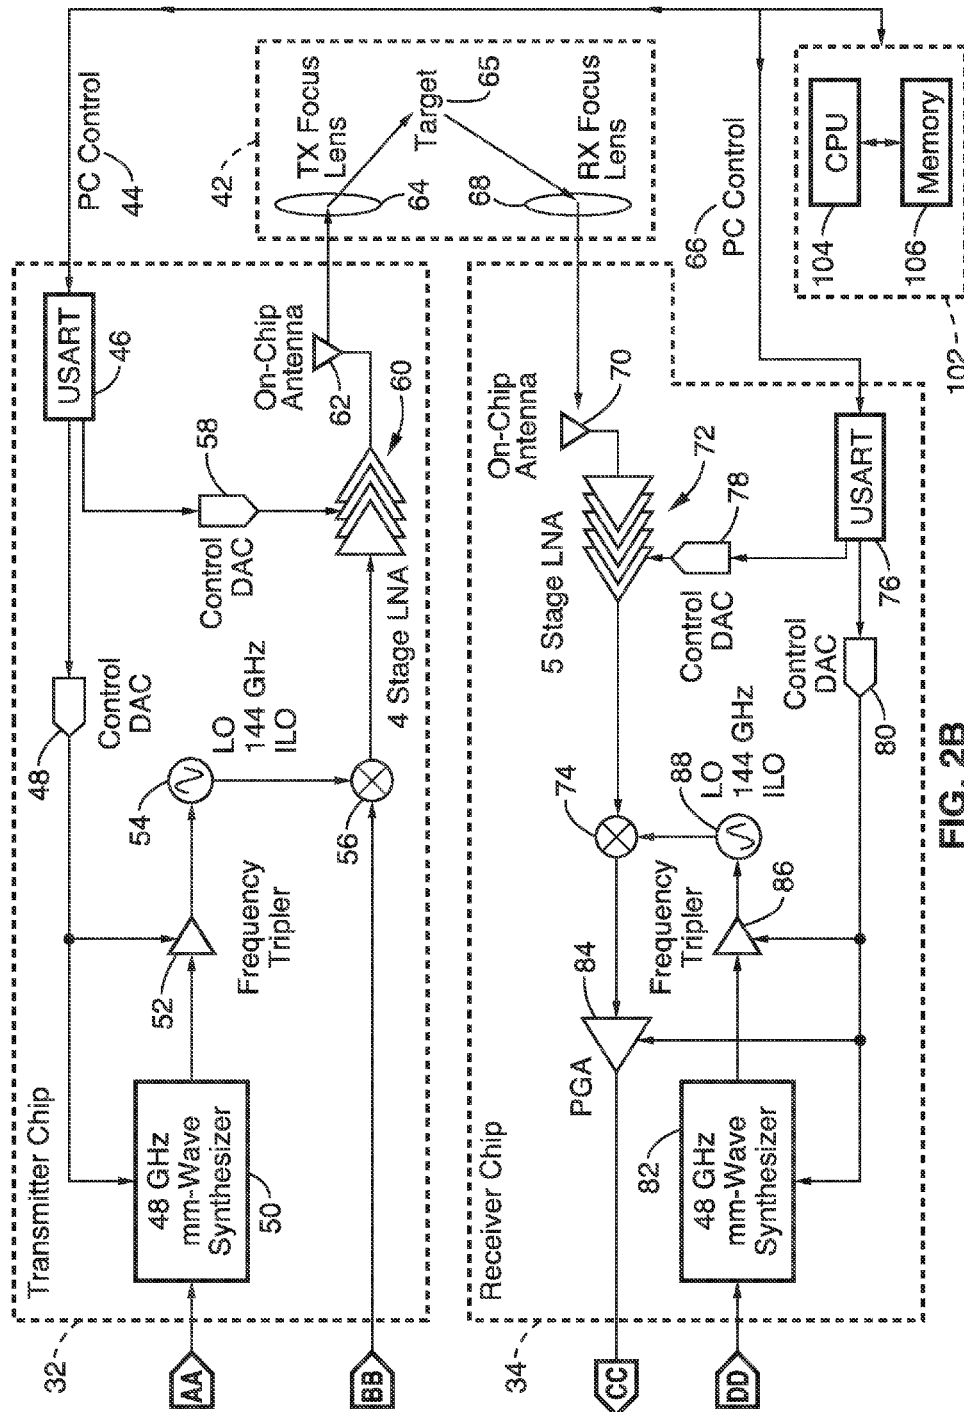 32
Transmitter Chip
AA
48 GHz
mm-Wave
Synthesizer
50
52
Frequency
Tripler
48
Control
DAC
54
LO
144 GHz
ILO
56
BB
4 Stage LNA
Control
DAC
58
60
USART
46
On-Chip
Antenna
62
PC Control
44
42
TX Focus
Lens
64
Target
65
RX Focus
Lens
68
34
Receiver Chip
CC
PGA
84
74
5 Stage LNA
72
On-Chip
Antenna
70
DD
48 GHz
mm-Wave
Synthesizer
82
Frequency
Tripler
86
88
LO
144 GHz
ILO
Control
DAC
78
Control
DAC
80
USART
76
66
PC Control
CPU
104
Memory
106
102
FIG. 2B